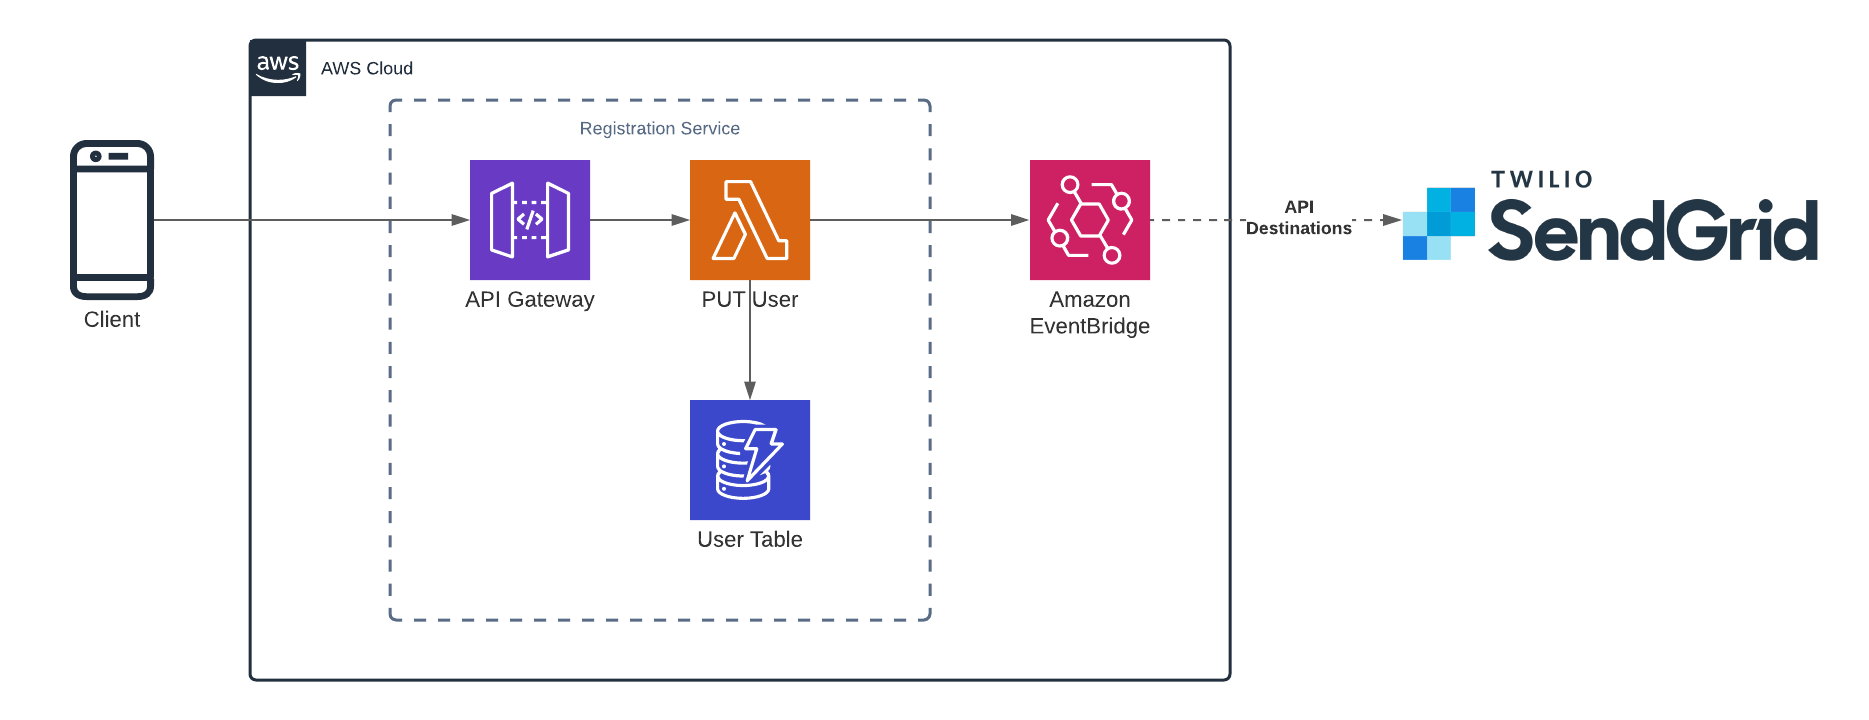 aws
AWS Cloud
Registration Service
Client
API Gateway
PUT User
Amazon
EventBridge
User Table
API
Destinations
TWILIO
SendGrid